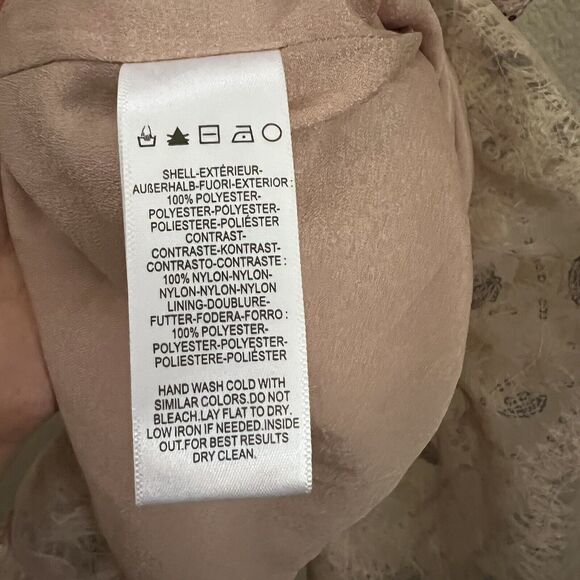 SHELL-EXTÉRIEUR-
AUßERHALB-FUORI-EXTERIOR :
100% POLYESTER-
POLYESTER-POLYESTER-
POLIESTERE-POLIÉSTER
CONTRAST-
CONTRASTE-KONTRAST-
CONTRASTO-CONTRASTE :
100% NYLON-NYLON-
NYLON-NYLON-NYLON
LINING-DOUBLURE-
FUTTER-FODERA-FORRO :
100% POLYESTER-
POLYESTER-POLYESTER-
POLIESTERE-POLIÉSTER
HAND WASH COLD WITH
SIMILAR COLORS.DO NOT
BLEACH.LAY FLAT TO DRY.
LOW IRON IF NEEDED.INSIDE
OUT.FOR BEST RESULTS
DRY CLEAN.